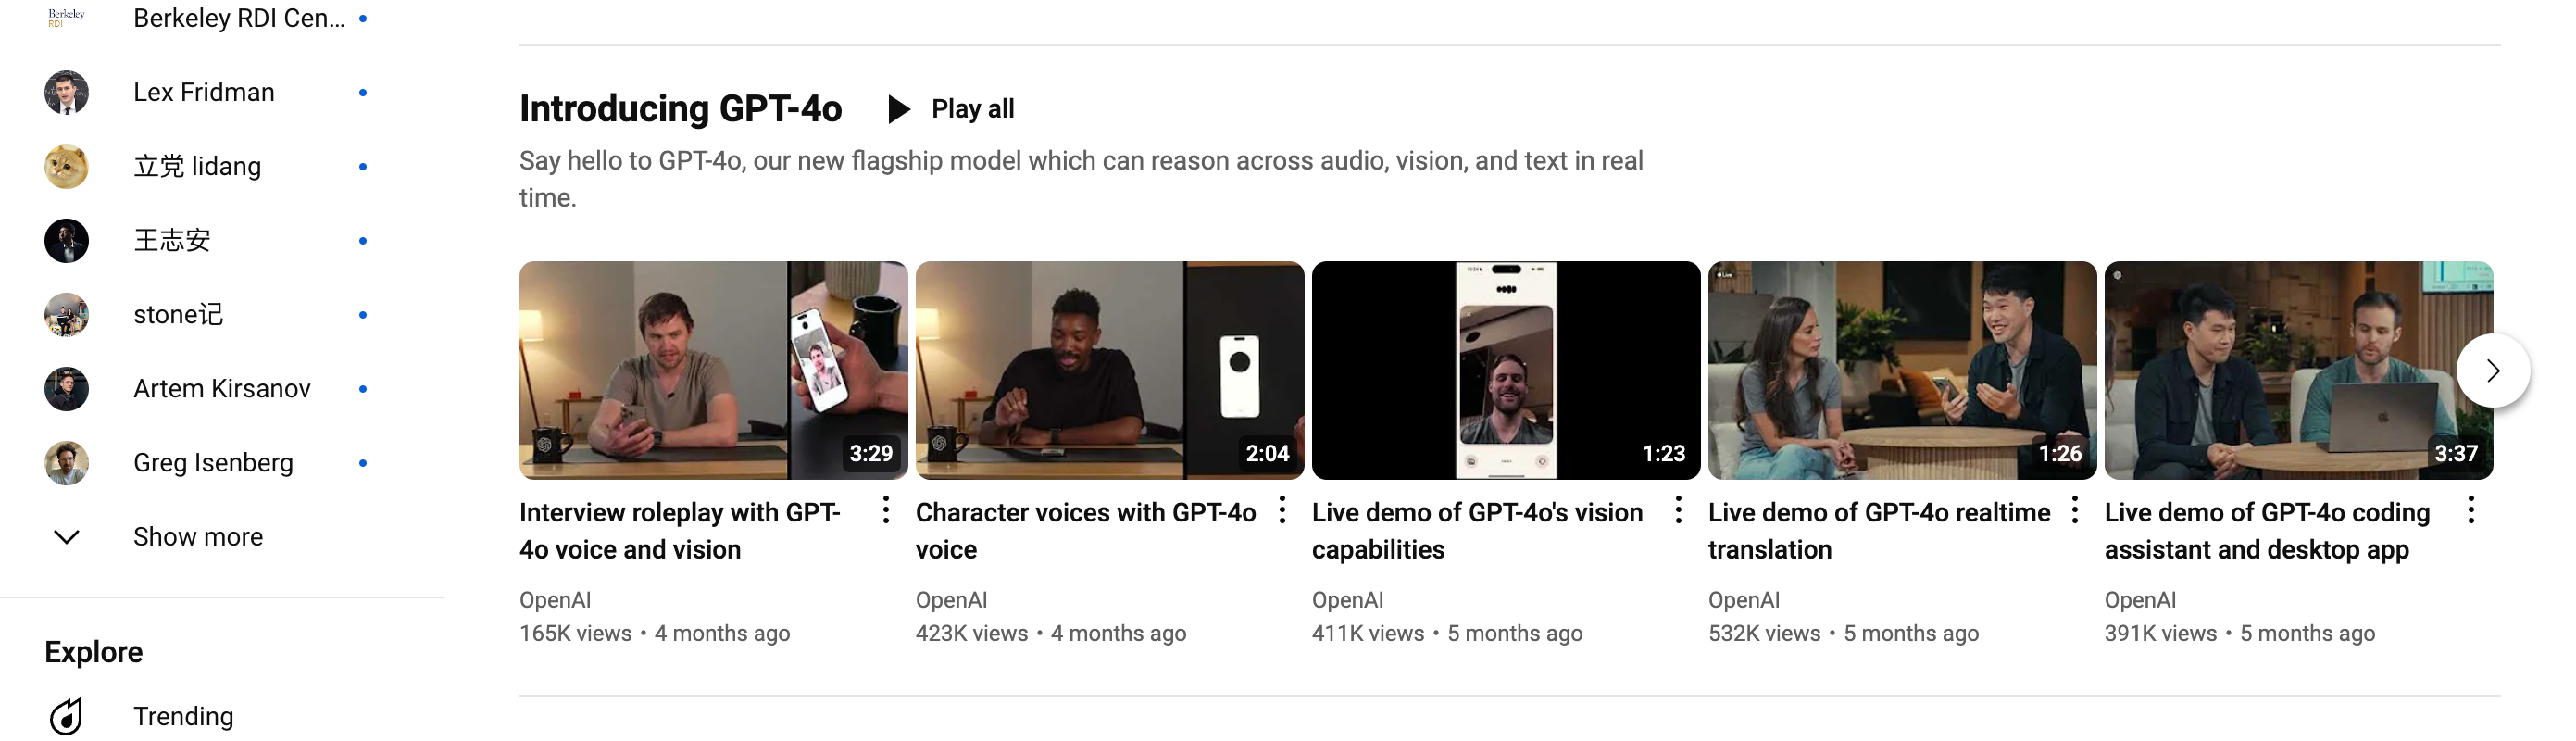 Berkeley
RDI
Berkeley RDI Cen...
Lex Fridman
立党 lidang
王志安
stone记
Artem Kirsanov
Greg Isenberg
Show more
Explore
Trending
Introducing GPT-4o
Play all
Say hello to GPT-4o, our new flagship model which can reason across audio, vision, and text in real
time.
3:29
Interview roleplay with GPT-
4o voice and vision
OpenAI
165K views • 4 months ago
2:04
Character voices with GPT-4o
voice
OpenAI
423K views • 4 months ago
1:23
Live demo of GPT-4o's vision
capabilities
OpenAI
411K views • 5 months ago
Live
1:26
Live demo of GPT-4o realtime
translation
OpenAI
532K views • 5 months ago
3:37
Live demo of GPT-4o coding
assistant and desktop app
OpenAI
391K views • 5 months ago